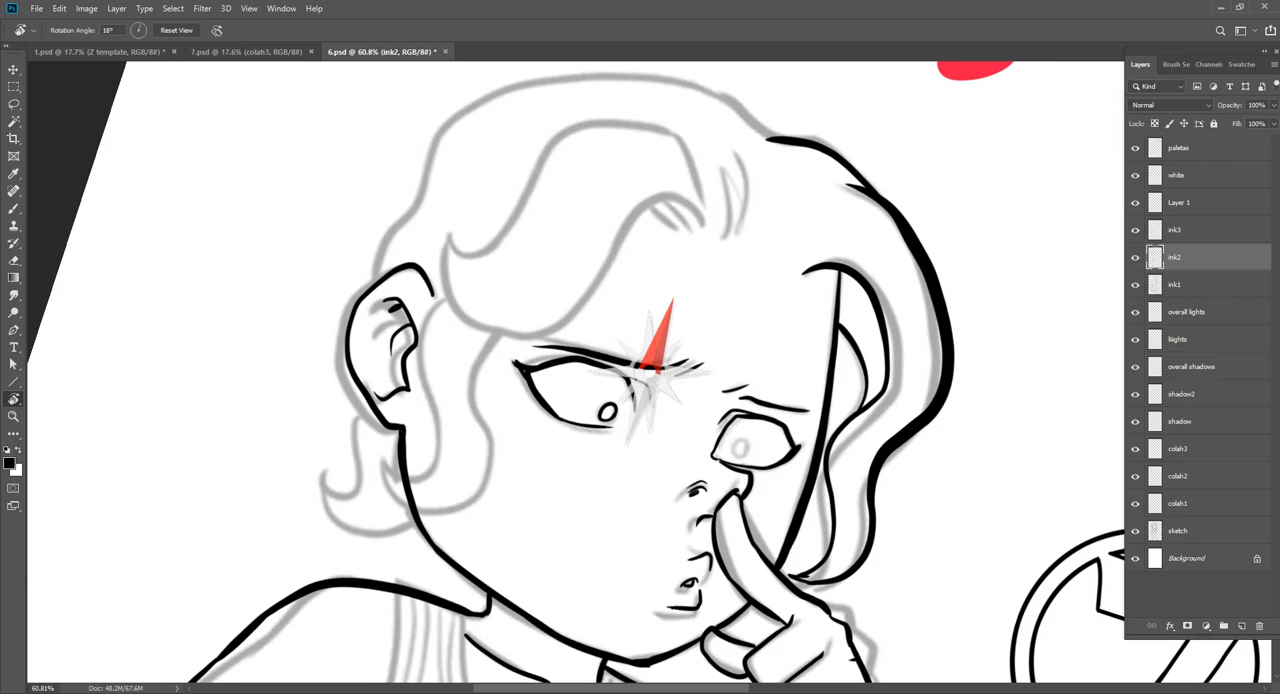 Ps File Edit Image Layer Type Select Filter 3D View Window Help
Rotation Angle: 18° Reset View
1.psd @ 17.7% (Z template, RGB/8#) * × 7.psd @ 17.6% (colah3, RGB/8#) × 6.psd @ 60.8% (ink2, RGB/8#) * ×
Layers Brush Se Channels Swatche
Kind
Normal Opacity: 100%
Lock: Fill: 100%
paletas
white
Layer 1
ink3
ink2
ink1
overall lights
liiights
overall shadows
shadow2
shadow
colah3
colah2
colah1
sketch
Background
fx
60.81% Doc: 48.2M/67.6M